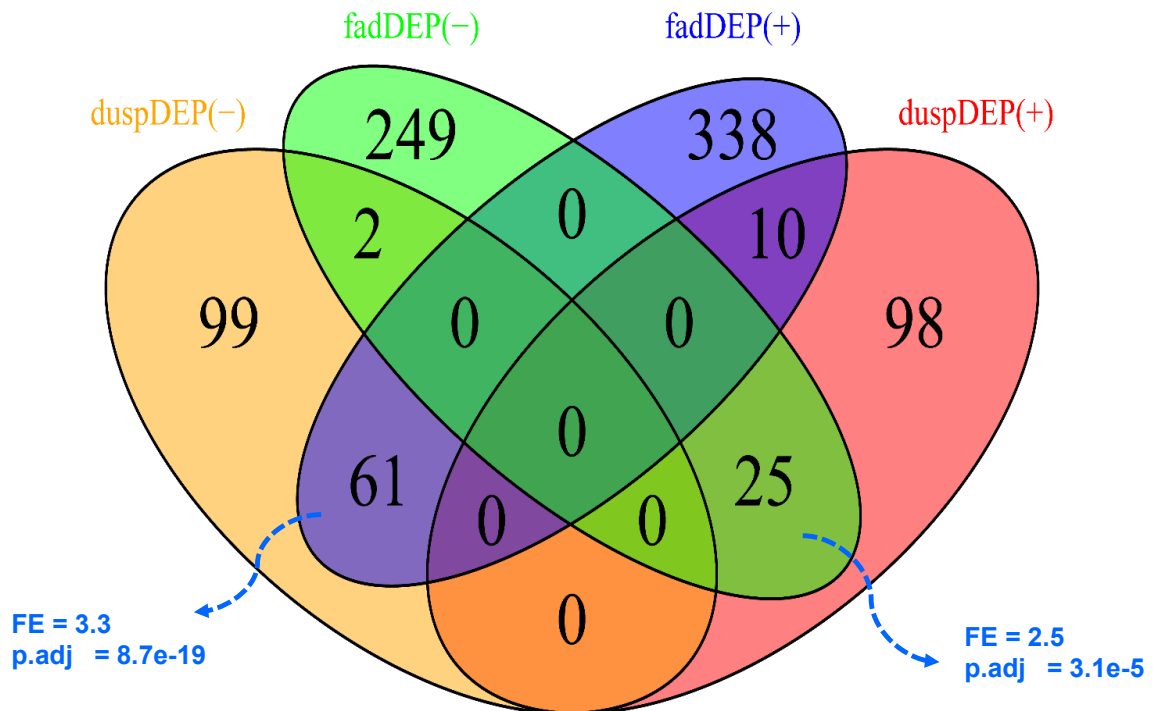 fadDEP(−)
fadDEP(+)
duspDEP(−)
duspDEP(+)
249
338
2
0
10
99
0
0
98
0
61
25
0
0
0
FE = 3.3
p.adj = 8.7e-19
FE = 2.5
p.adj = 3.1e-5